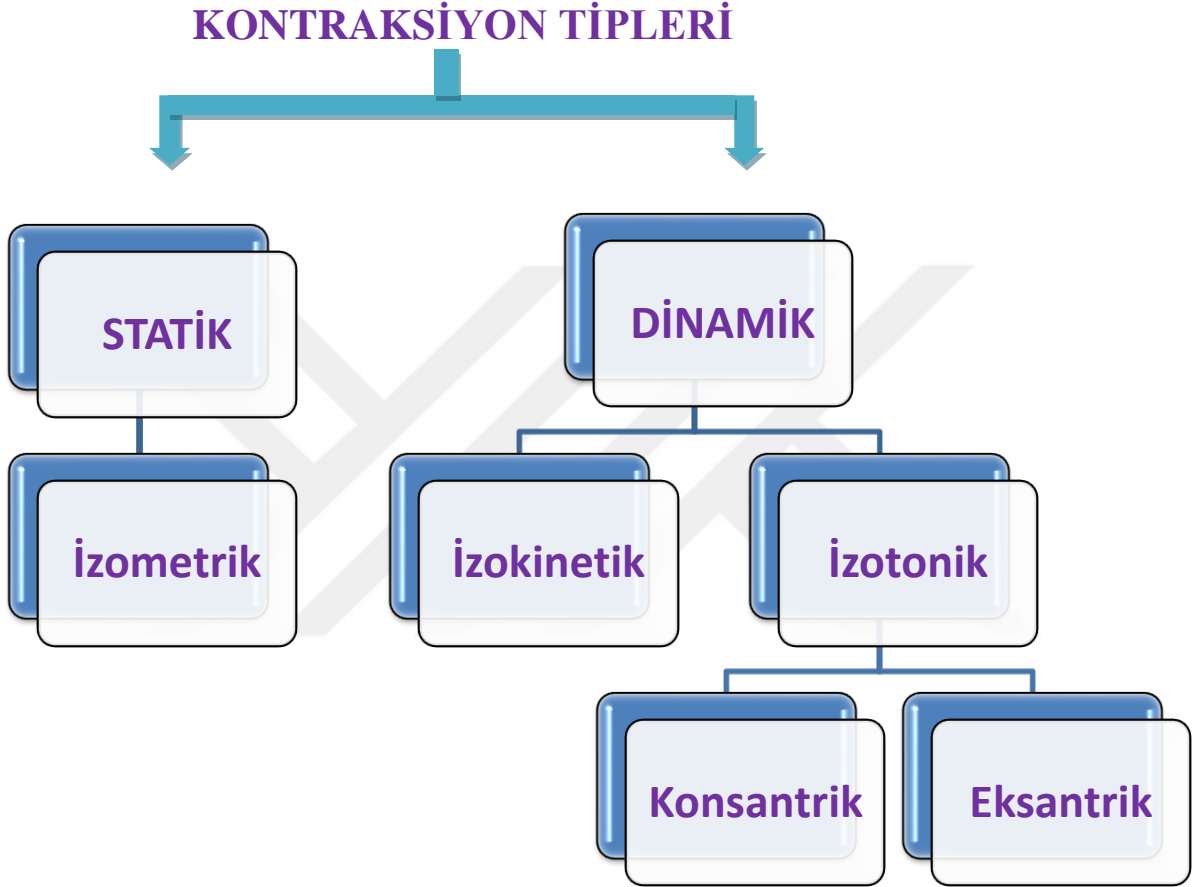 KONTRAKSİYON TİPLERİ
STATİK
DİNAMİK
İzometrik
İzokinetik
İzotonik
Konsantrik
Eksantrik